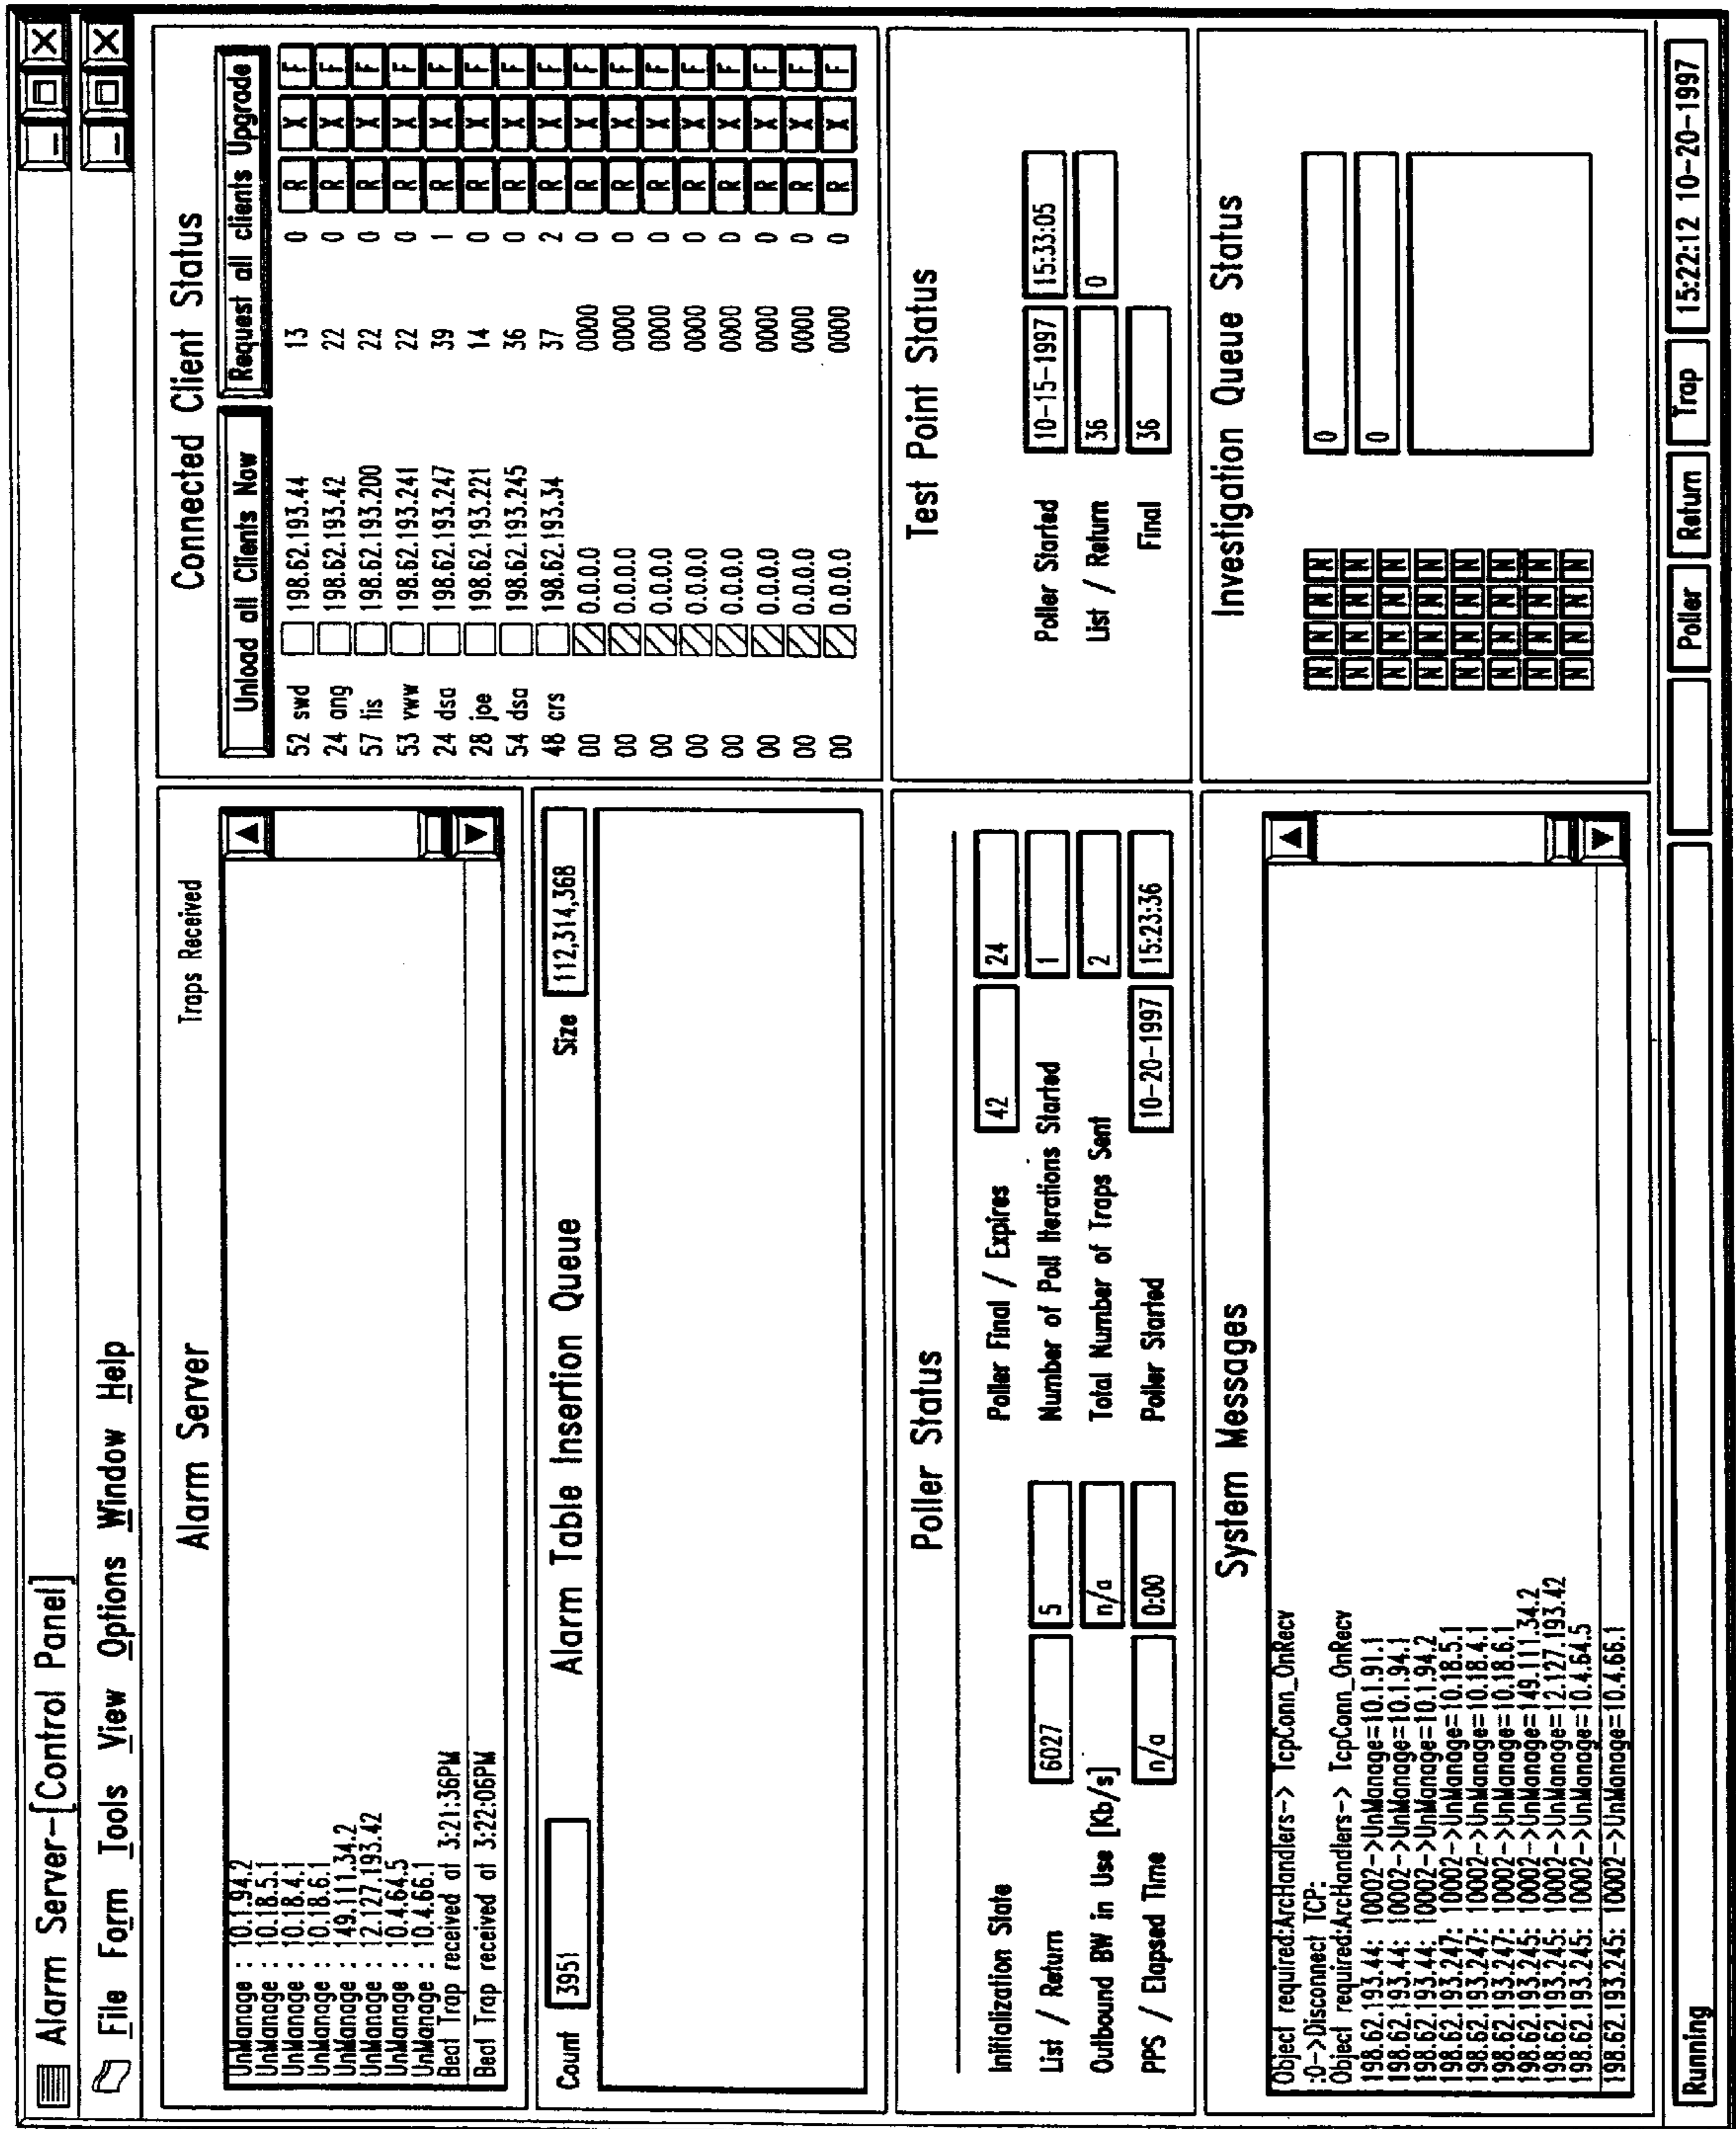 Alarm Server-[Control Panel]
File Form Tools View Options Window Help
Alarm Server
Traps Received
UnManage : 10.1.94.2
UnManage : 10.18.5.1
UnManage : 10.18.4.1
UnManage : 10.18.6.1
UnManage : 149.111.34.2
UnManage : 12.127.193.42
UnManage : 10.4.64.5
UnManage : 10.4.66.1
Beat Trap received at 3:21:36PM
Beat Trap received at 3:22:06PM
Count 3951 Alarm Table Insertion Queue Size 112,314,368
Connected Client Status
Unload all Clients Now Request all clients Upgrade
52 swd 198.62.193.44 13 0 R X F
24 ang 198.62.193.42 22 0 R X F
57 tis 198.62.193.200 22 0 R X F
53 vww 198.62.193.241 22 0 R X F
24 dsa 198.62.193.247 39 1 R X F
28 joe 198.62.193.221 14 0 R X F
54 dsa 198.62.193.245 36 0 R X F
48 crs 198.62.193.34 37 2 R X F
00 0.0.0.0 0000 0 R X F
00 0.0.0.0 0000 0 R X F
00 0.0.0.0 0000 0 R X F
00 0.0.0.0 0000 0 R X F
00 0.0.0.0 0000 0 R X F
00 0.0.0.0 0000 0 R X F
00 0.0.0.0 0000 0 R X F
00 0.0.0.0 0000 0 R X F
Poller Status
Initialization State Poller Final / Expires 42 24
List / Return 6027 5 Number of Poll Iterations Started 1
Outbound BW in Use [Kb/s] n/a Total Number of Traps Sent 2
PPS / Elapsed Time n/a 0:00 Poller Started 10-20-1997 15:23:36
Test Point Status
Poller Started 10-15-1997 15:33:05
List / Return 36 0
Final 36
System Messages
Object required:ArcHandlers-> TcpConn_OnRecv
:0->Disconnect TCP:
Object required:ArcHandlers-> TcpConn_OnRecv
198.62.193.44: 10002->UnManage=10.1.91.1
198.62.193.44: 10002->UnManage=10.1.94.1
198.62.193.44: 10002->UnManage=10.1.94.2
198.62.193.247: 10002->UnManage=10.18.5.1
198.62.193.247: 10002->UnManage=10.18.4.1
198.62.193.247: 10002->UnManage=10.18.6.1
198.62.193.245: 10002->UnManage=149.111.34.2
198.62.193.245: 10002->UnManage=12.127.193.42
198.62.193.245: 10002->UnManage=10.4.64.5
198.62.193.245: 10002->UnManage=10.4.66.1
Investigation Queue Status
N N N N 0
N N N N 0
N N N N
N N N N
N N N N
N N N N
N N N N
N N N N
Running Poller Return Trap 15:22:12 10-20-1997